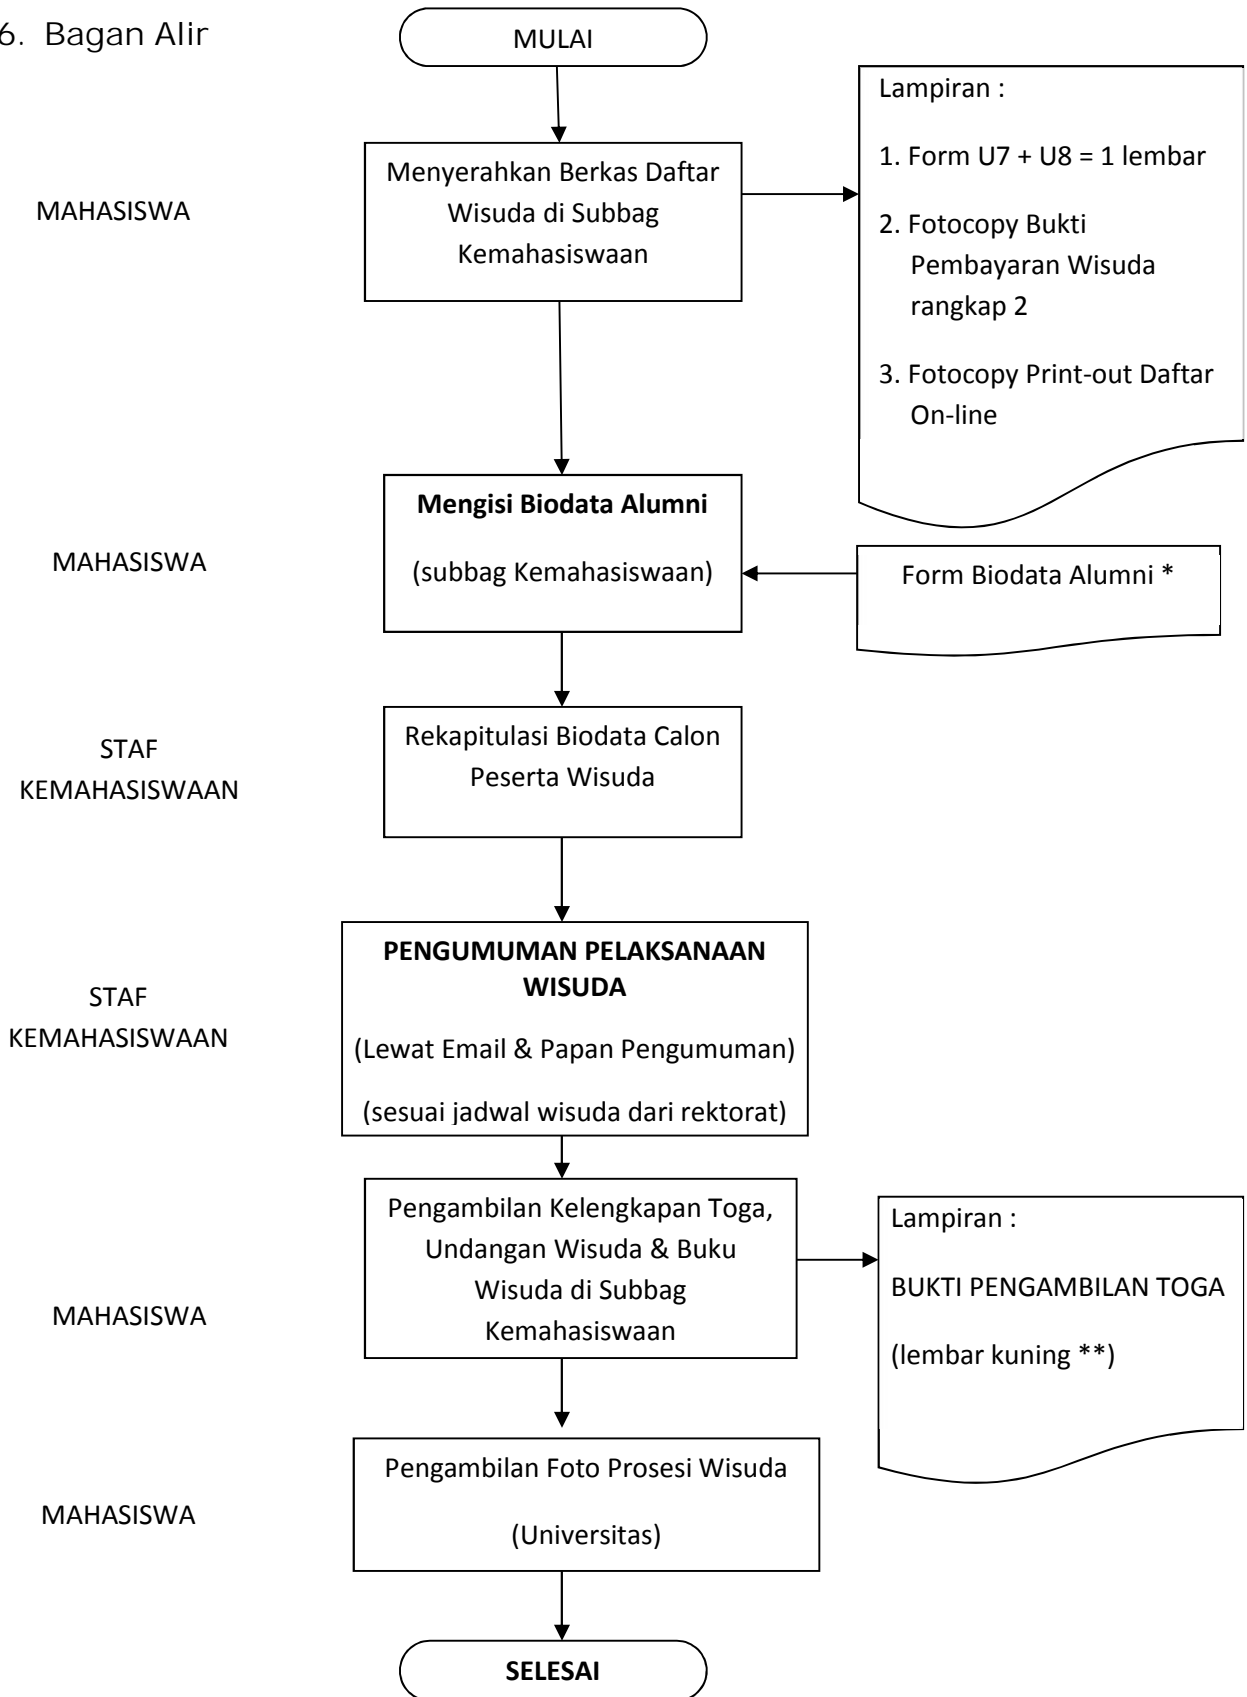 6. Bagan Alir
MULAI
MAHASISWA
Menyerahkan Berkas Daftar
Wisuda di Subbag
Kemahasiswaan
Lampiran :
1. Form U7 + U8 = 1 lembar
2. Fotocopy Bukti
Pembayaran Wisuda
rangkap 2
3. Fotocopy Print-out Daftar
On-line
MAHASISWA
Mengisi Biodata Alumni
(subbag Kemahasiswaan)
Form Biodata Alumni *
STAF
KEMAHASISWAAN
Rekapitulasi Biodata Calon
Peserta Wisuda
STAF
KEMAHASISWAAN
PENGUMUMAN PELAKSANAAN
WISUDA
(Lewat Email & Papan Pengumuman)
(sesuai jadwal wisuda dari rektorat)
MAHASISWA
Pengambilan Kelengkapan Toga,
Undangan Wisuda & Buku
Wisuda di Subbag
Kemahasiswaan
Lampiran :
BUKTI PENGAMBILAN TOGA
(lembar kuning **)
MAHASISWA
Pengambilan Foto Prosesi Wisuda
(Universitas)
SELESAI